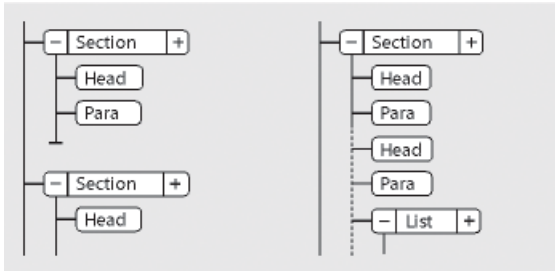 − Section +
Head
Para
− Section +
Head
− Section +
Head
Para
Head
Para
− List +